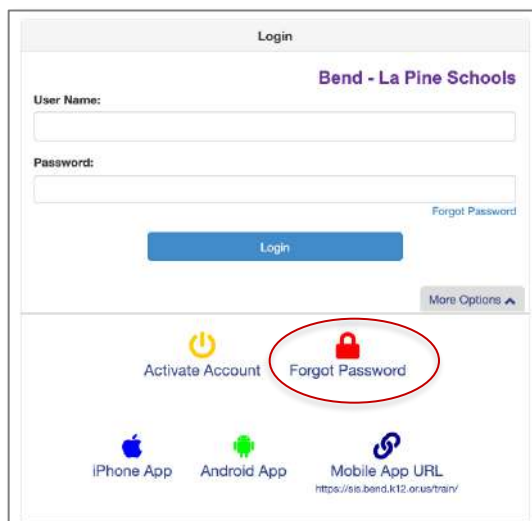 Login
Bend - La Pine Schools
User Name:
Password:
Forgot Password
Login
More Options
Activate Account Forgot Password
iPhone App Android App Mobile App URL
https://sis.bend.k12.or.us/train/